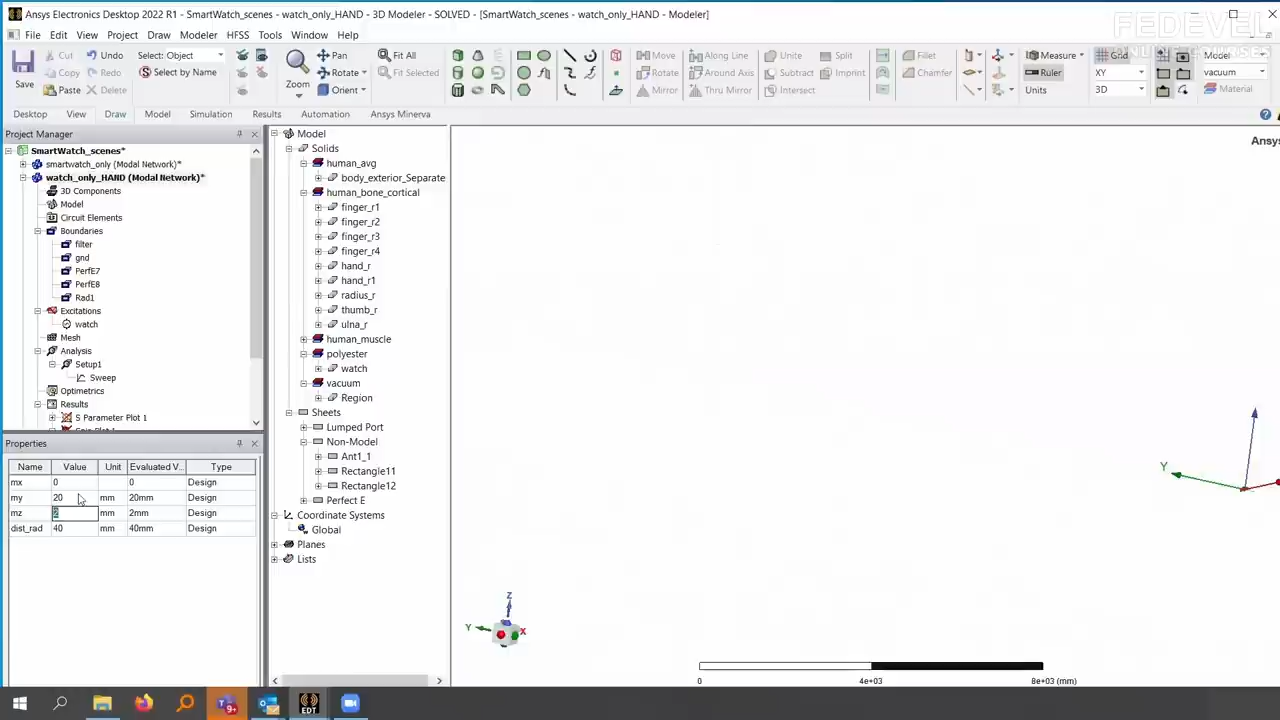 Ansys Electronics Desktop 2022 R1 - SmartWatch_scenes - watch_only_HAND - 3D Modeler - SOLVED - [SmartWatch_scenes - watch_only_HAND - Modeler]
FEDEVEL
File Edit View Project Draw Modeler HFSS Tools Window Help
Save
Cut
Copy
Paste
Undo
Redo
Delete
Select: Object
Select by Name
Zoom
Pan
Rotate
Orient
Fit All
Fit Selected
Move
Rotate
Mirror
Along Line
Around Axis
Thru Mirror
Unite
Subtract
Intersect
Split
Imprint
Fillet
Chamfer
Measure
Ruler
Units
Grid
XY
3D
Model
vacuum
Material
Desktop View Draw Model Simulation Results Automation Ansys Minerva
Project Manager
SmartWatch_scenes*
smartwatch_only (Modal Network)*
watch_only_HAND (Modal Network)*
3D Components
Model
Circuit Elements
Boundaries
filter
gnd
PerfE7
PerfE8
Rad1
Excitations
watch
Mesh
Analysis
Setup1
Sweep
Optimetrics
Results
S Parameter Plot 1
Properties
Name Value Unit Evaluated V... Type
mx 0 0 Design
my 20 mm 20mm Design
mz 2 mm 2mm Design
dist_rad 40 mm 40mm Design
Model
Solids
human_avg
body_exterior_Separate
human_bone_cortical
finger_r1
finger_r2
finger_r3
finger_r4
hand_r
hand_r1
radius_r
thumb_r
ulna_r
human_muscle
polyester
watch
vacuum
Region
Sheets
Lumped Port
Non-Model
Ant1_1
Rectangle11
Rectangle12
Perfect E
Coordinate Systems
Global
Planes
Lists
Ansy
Y
Z
Y
X
0 4e+03 8e+03 (mm)
9+
EDT